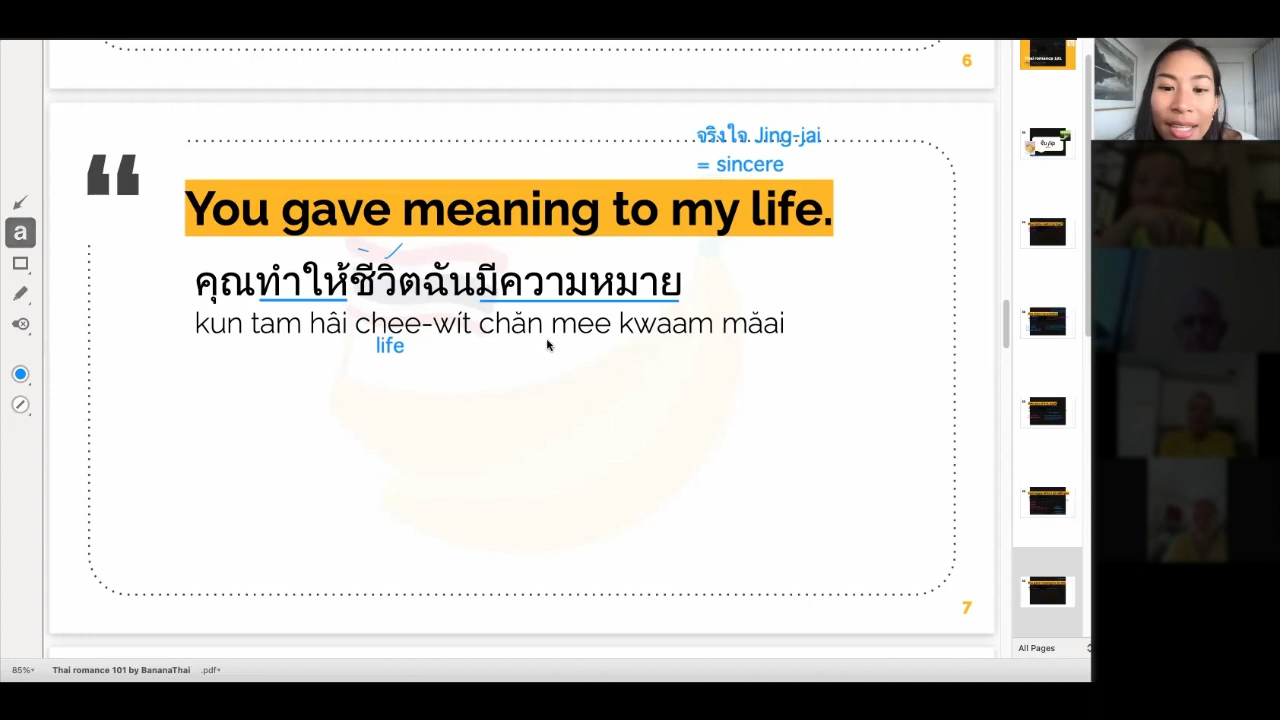 6
จริงใจ Jing-jai
= sincere
“
You gave meaning to my life.
คุณทำให้ชีวิตฉันมีความหมาย
kun tam hâi chee-wít chăn mee kwaam măai
life
7
a
All Pages
85%
Thai romance 101 by BananaThai .pdf